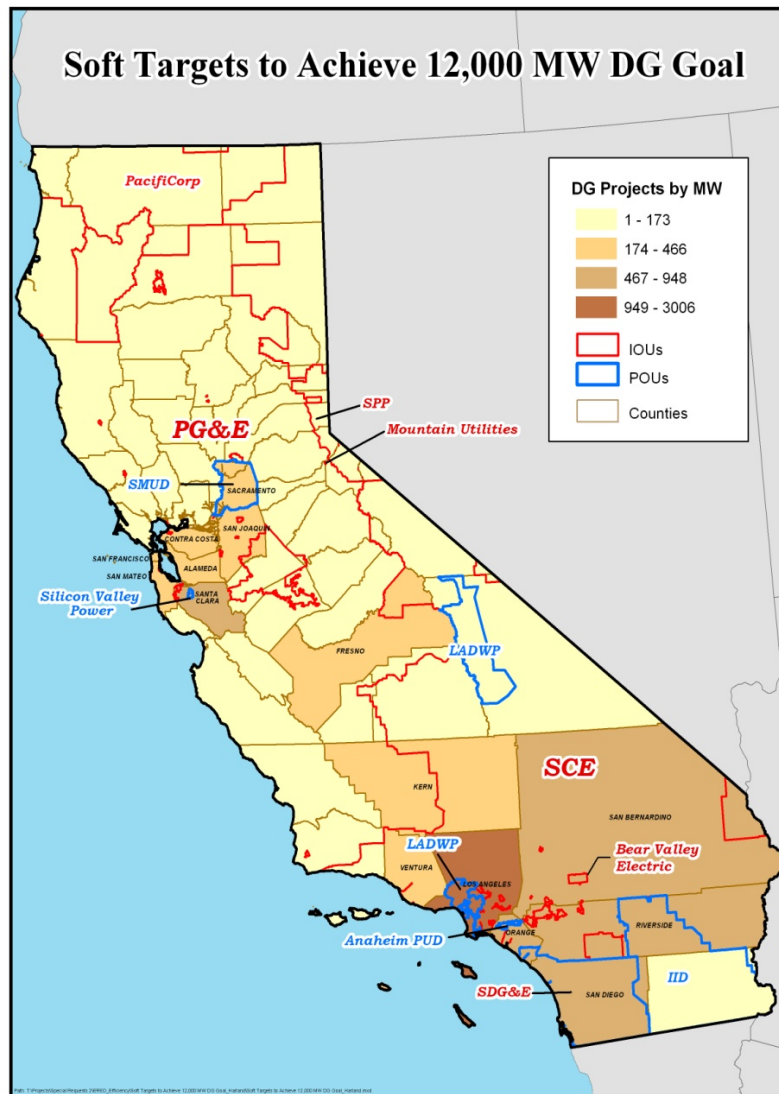 Soft Targets to Achieve 12,000 MW DG Goal
PacifiCorp
DG Projects by MW
1 - 173
174 - 466
467 - 948
949 - 3006
IOUs
POUs
Counties
SPP
PG&E
Mountain Utilities
SMUD
SACRAMENTO
SAN JOAQUIN
CONTRA COSTA
SAN FRANCISCO
ALAMEDA
SAN MATEO
Silicon Valley
Power
SANTA
CLARA
FRESNO
LADWP
SCE
KERN
SAN BERNARDINO
LADWP
Bear Valley
Electric
VENTURA
LOS ANGELES
ORANGE
RIVERSIDE
Anaheim PUD
IID
SDG&E
SAN DIEGO